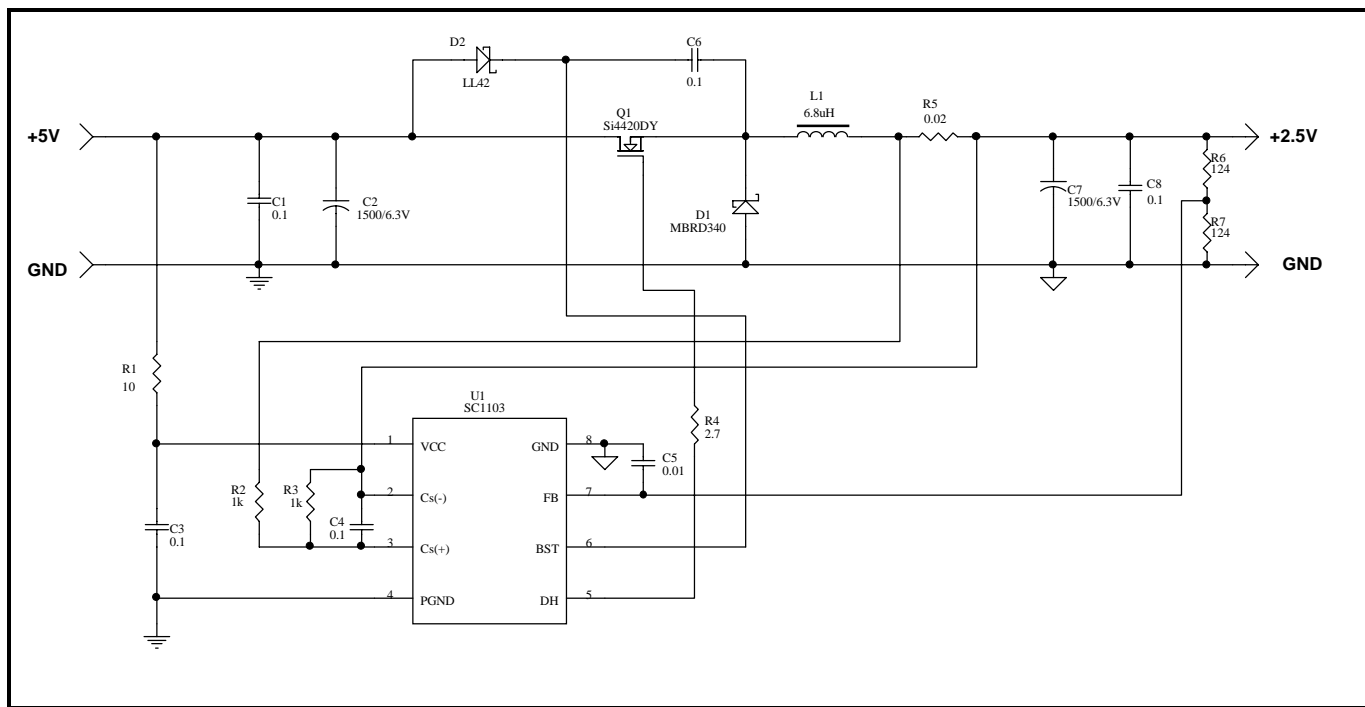 D2
LL42
C6
0.1
Q1
Si4420DY
L1
6.8uH
R5
0.02
+5V
+2.5V
R6
124
C1
0.1
C2
1500/6.3V
D1
MBRD340
C7
1500/6.3V
C8
0.1
R7
124
GND
GND
R1
10
U1
SC1103
R4
2.7
1
VCC
GND
8
C5
0.01
R2
1k
R3
1k
2
Cs(-)
FB
7
C3
0.1
C4
0.1
3
Cs(+)
BST
6
4
PGND
DH
5